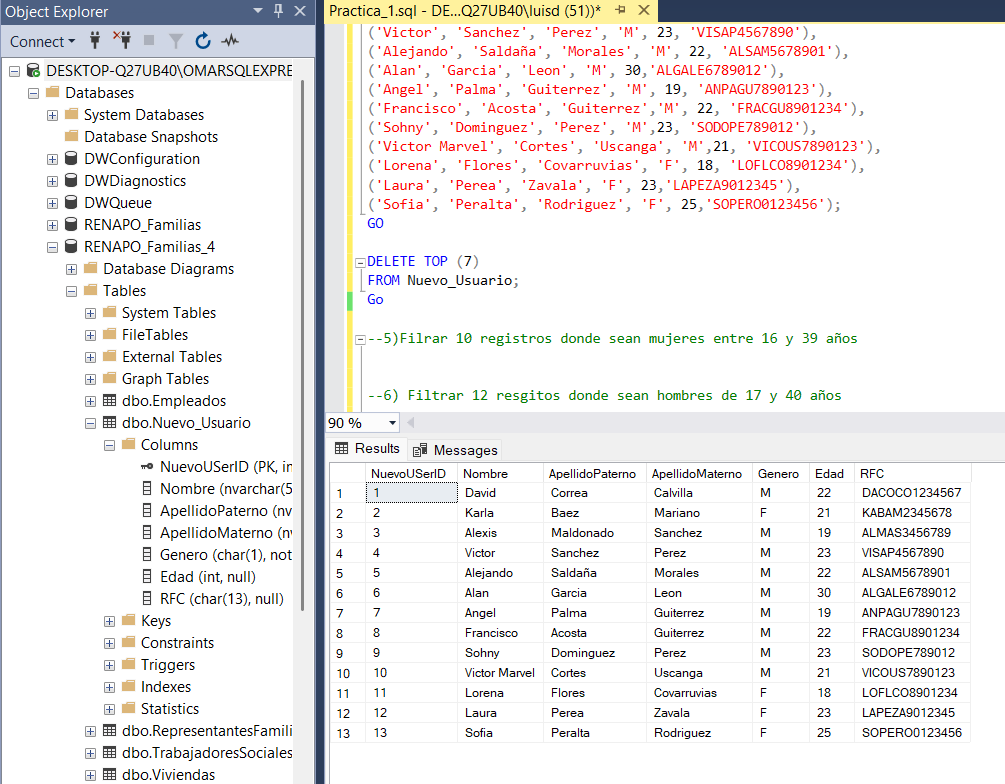 Object Explorer
Connect
DESKTOP-Q27UB40\OMARSQLEXPRE
Databases
System Databases
Database Snapshots
DWConfiguration
DWDiagnostics
DWQueue
RENAPO_Familias
RENAPO_Familias_4
Database Diagrams
Tables
System Tables
FileTables
External Tables
Graph Tables
dbo.Empleados
dbo.Nuevo_Usuario
Columns
NuevoUSerID (PK, in
Nombre (nvarchar(5
ApellidoPaterno (nv
ApellidoMaterno (nv
Genero (char(1), not
Edad (int, null)
RFC (char(13), null)
Keys
Constraints
Triggers
Indexes
Statistics
dbo.RepresentantesFamili
dbo.TrabajadoresSociales
dbo.Viviendas
Practica_1.sql - DE...Q27UB40\luisd (51))*
('Victor', 'Sanchez', 'Perez', 'M', 23, 'VISAP4567890'),
('Alejando', 'Saldaña', 'Morales', 'M', 22, 'ALSAM5678901'),
('Alan', 'Garcia', 'Leon', 'M', 30,'ALGALE6789012'),
('Angel', 'Palma', 'Guiterrez', 'M', 19, 'ANPAGU7890123'),
('Francisco', 'Acosta', 'Guiterrez','M', 22, 'FRACGU8901234'),
('Sohny', 'Dominguez', 'Perez', 'M',23, 'SODOPE789012'),
('Victor Marvel', 'Cortes', 'Uscanga', 'M',21, 'VICOUS7890123'),
('Lorena', 'Flores', 'Covarruvias', 'F', 18, 'LOFLCO8901234'),
('Laura', 'Perea', 'Zavala', 'F', 23,'LAPEZA9012345'),
('Sofia', 'Peralta', 'Rodriguez', 'F', 25,'SOPERO0123456');
GO
DELETE TOP (7)
FROM Nuevo_Usuario;
Go
--5)Filrar 10 registros donde sean mujeres entre 16 y 39 años
--6) Filtrar 12 resgitos donde sean hombres de 17 y 40 años
90 %
Results Messages
NuevoUSerID Nombre ApellidoPaterno ApellidoMaterno Genero Edad RFC
1 1 David Correa Calvilla M 22 DACOCO1234567
2 2 Karla Baez Mariano F 21 KABAM2345678
3 3 Alexis Maldonado Sanchez M 19 ALMAS3456789
4 4 Victor Sanchez Perez M 23 VISAP4567890
5 5 Alejando Saldaña Morales M 22 ALSAM5678901
6 6 Alan Garcia Leon M 30 ALGALE6789012
7 7 Angel Palma Guiterrez M 19 ANPAGU7890123
8 8 Francisco Acosta Guiterrez M 22 FRACGU8901234
9 9 Sohny Dominguez Perez M 23 SODOPE789012
10 10 Victor Marvel Cortes Uscanga M 21 VICOUS7890123
11 11 Lorena Flores Covarruvias F 18 LOFLCO8901234
12 12 Laura Perea Zavala F 23 LAPEZA9012345
13 13 Sofia Peralta Rodriguez F 25 SOPERO0123456